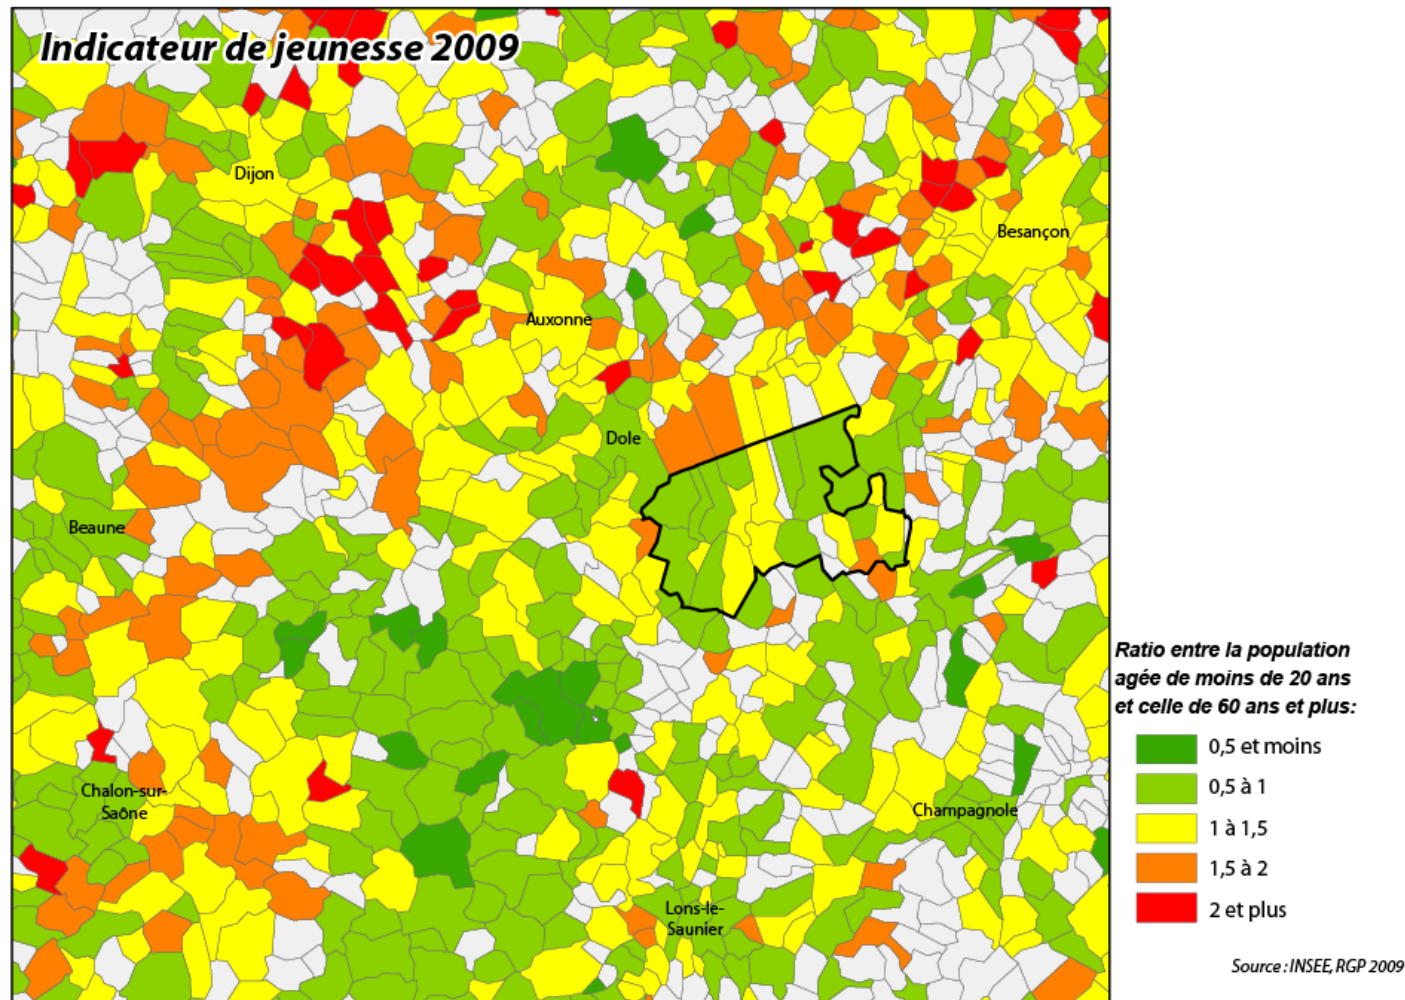 Indicateur de jeunesse 2009
Dijon
Besançon
Auxonne
Dole
Beaune
Chalon-sur-
Saône
Champagnole
Lons-le-
Saunier
Ratio entre la population
agée de moins de 20 ans
et celle de 60 ans et plus:
0,5 et moins
0,5 à 1
1 à 1,5
1,5 à 2
2 et plus
Source : INSEE, RGP 2009